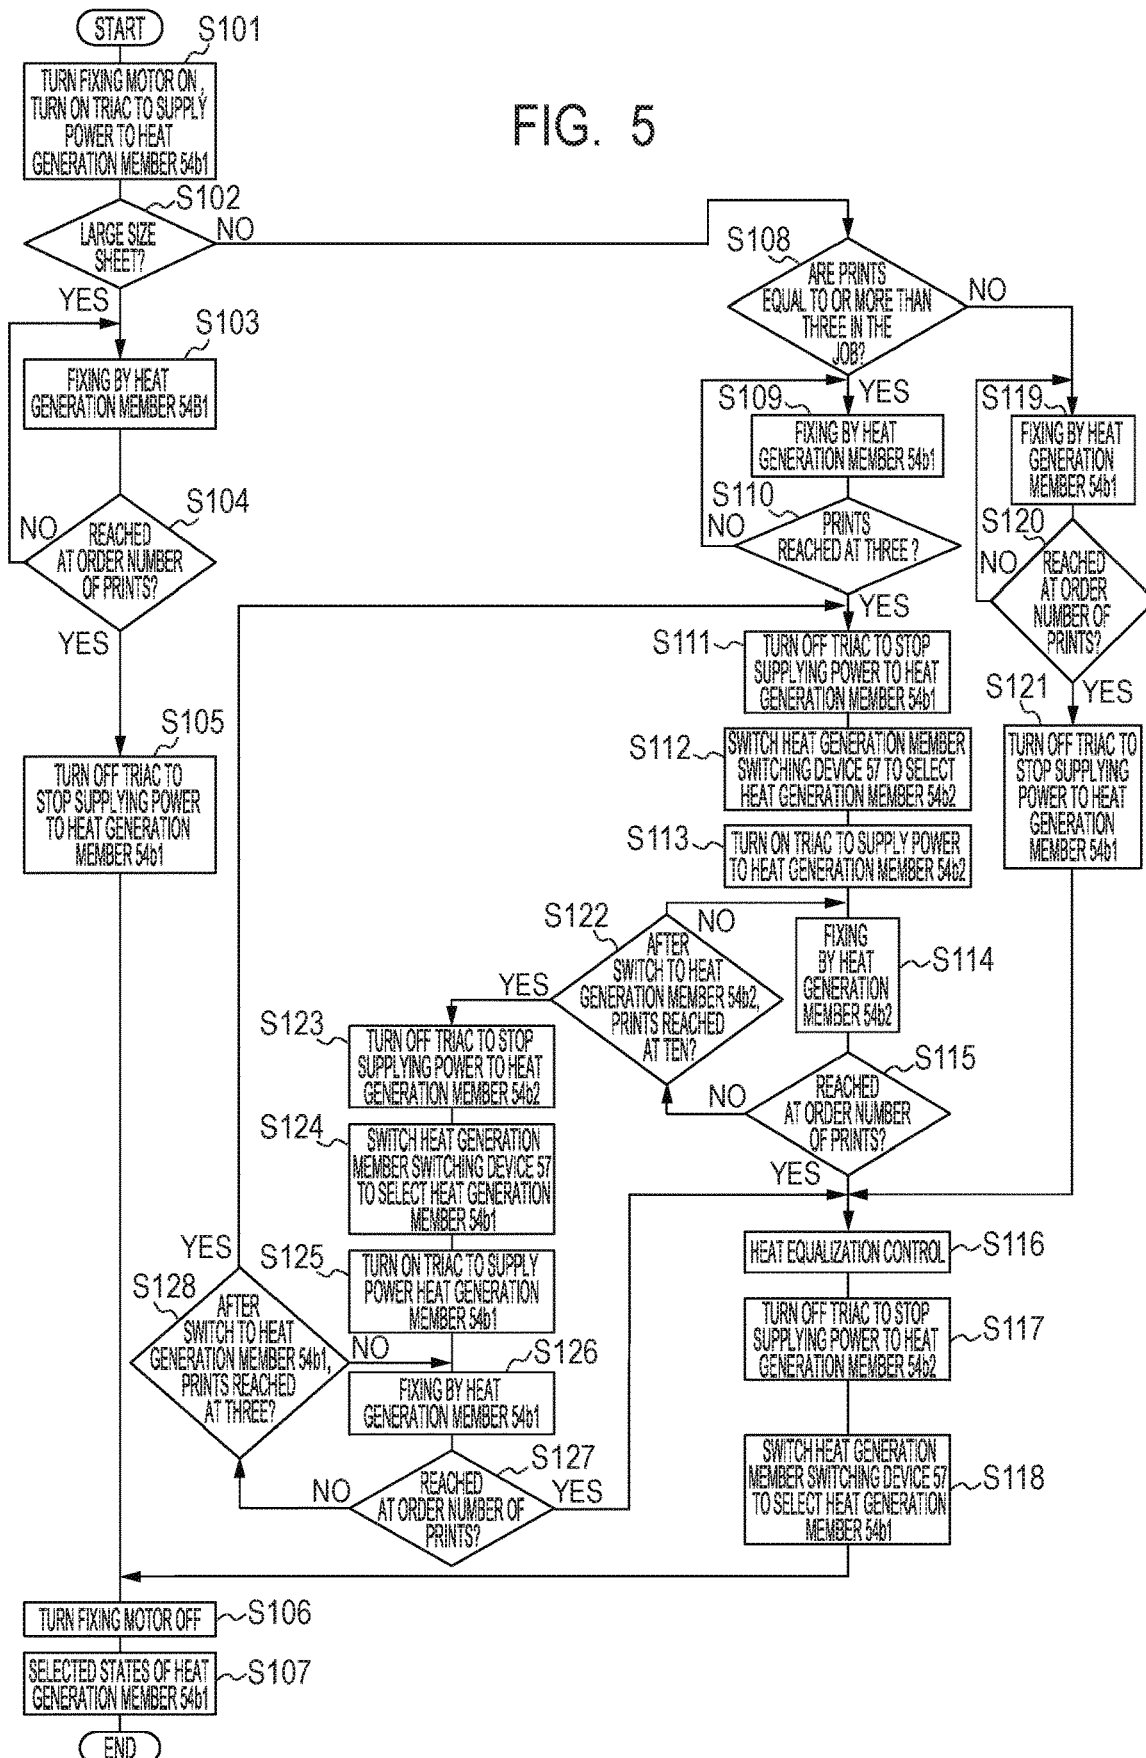 START
S101
TURN FIXING MOTOR ON,
TURN ON TRIAC TO SUPPLY
POWER TO HEAT
GENERATION MEMBER 54b1
FIG. 5
S102
LARGE SIZE
SHEET?
NO
YES
S103
FIXING BY HEAT
GENERATION MEMBER 54B1
S104
NO
REACHED
AT ORDER NUMBER
OF PRINTS?
YES
S105
TURN OFF TRIAC TO
STOP SUPPLYING POWER
TO HEAT GENERATION
MEMBER 54b1
S108
ARE PRINTS
EQUAL TO OR MORE THAN
THREE IN THE
JOB?
NO
YES
S109
FIXING BY HEAT
GENERATION MEMBER 54b1
S110
NO
PRINTS
REACHED AT THREE ?
YES
S119
FIXING BY HEAT
GENERATION
MEMBER 54b1
S120
NO
REACHED
AT ORDER
NUMBER OF
PRINTS?
YES
S121
TURN OFF TRIAC TO
STOP SUPPLYING
POWER TO HEAT
GENERATION
MEMBER 54b1
S111
TURN OFF TRIAC TO STOP
SUPPLYING POWER TO HEAT
GENERATION MEMBER 54b1
S112
SWITCH HEAT GENERATION MEMBER
SWITCHING DEVICE 57 TO SELECT
HEAT GENERATION MEMBER 54b2
S113
TURN ON TRIAC TO SUPPLY POWER
TO HEAT GENERATION MEMBER 54b2
S122
NO
AFTER
SWITCH TO HEAT
GENERATION MEMBER 54b2,
PRINTS REACHED
AT TEN?
YES
FIXING
BY HEAT
GENERATION
MEMBER 54b2
S114
S115
REACHED
AT ORDER NUMBER
OF PRINTS?
NO
YES
S123
TURN OFF TRIAC TO STOP
SUPPLYING POWER TO HEAT
GENERATION MEMBER 54b2
S124
SWITCH HEAT GENERATION
MEMBER SWITCHING DEVICE 57
TO SELECT HEAT GENERATION
MEMBER 54b1
S125
TURN ON TRIAC TO SUPPLY
POWER HEAT GENERATION
MEMBER 54b1
YES
S128
AFTER
SWITCH TO HEAT
GENERATION MEMBER 54b1,
PRINTS REACHED
AT THREE?
NO
S126
FIXING BY HEAT
GENERATION MEMBER 54b1
S127
NO
REACHED
AT ORDER NUMBER OF
PRINTS?
YES
HEAT EQUALIZATION CONTROL
S116
TURN OFF TRIAC TO STOP
SUPPLYING POWER TO HEAT
GENERATION MEMBER 54b2
S117
SWITCH HEAT GENERATION
MEMBER SWITCHING DEVICE 57
TO SELECT HEAT GENERATION
MEMBER 54b1
S118
TURN FIXING MOTOR OFF
S106
SELECTED STATES OF HEAT
GENERATION MEMBER 54b1
S107
END